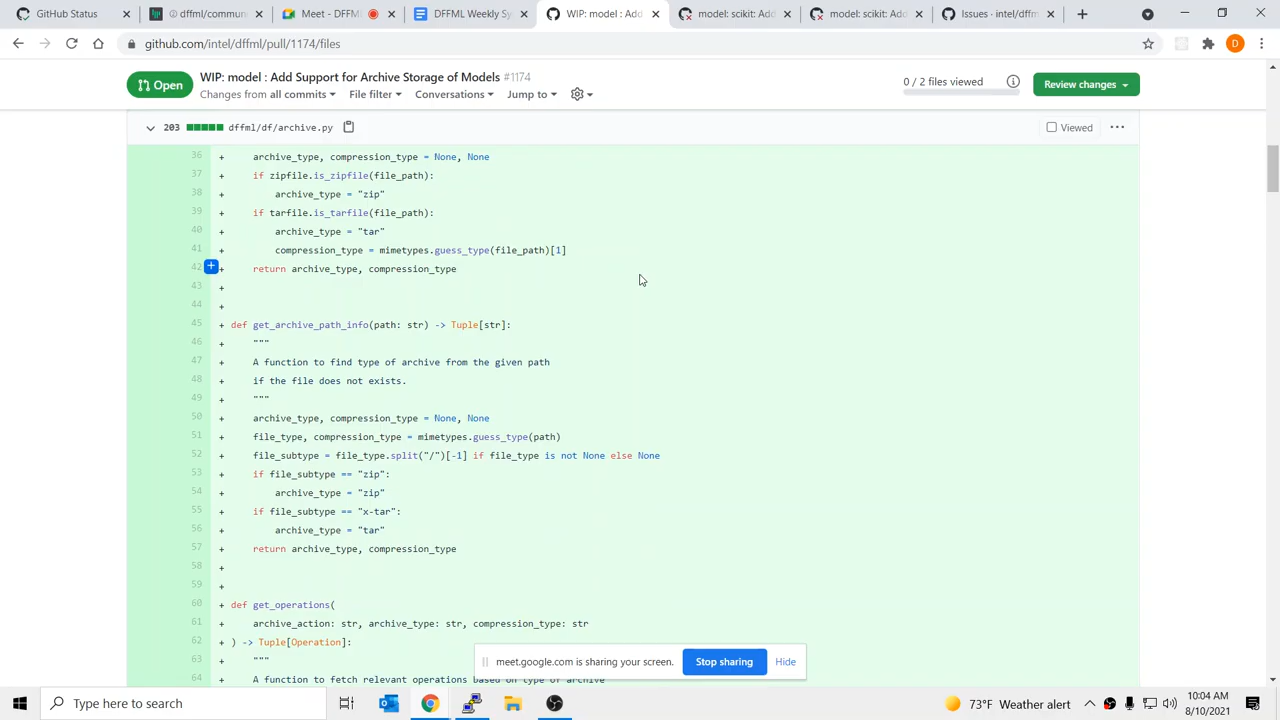 GitHub Status
@ dffml/commun
Meet - DFFML
DFFML Weekly Sy
WIP: model : Add
model: scikit: Ad
model: scikit: Ad
Issues · intel/dffm
github.com/intel/dffml/pull/1174/files
Open
WIP: model : Add Support for Archive Storage of Models #1174
Changes from all commits File filter Conversations Jump to
0 / 2 files viewed
Review changes
203 dffml/df/archive.py
Viewed
36 + archive_type, compression_type = None, None
37 + if zipfile.is_zipfile(file_path):
38 + archive_type = "zip"
39 + if tarfile.is_tarfile(file_path):
40 + archive_type = "tar"
41 + compression_type = mimetypes.guess_type(file_path)[1]
42 + return archive_type, compression_type
43 +
44 +
45 + def get_archive_path_info(path: str) -> Tuple[str]:
46 + """
47 + A function to find type of archive from the given path
48 + if the file does not exists.
49 + """
50 + archive_type, compression_type = None, None
51 + file_type, compression_type = mimetypes.guess_type(path)
52 + file_subtype = file_type.split("/")[-1] if file_type is not None else None
53 + if file_subtype == "zip":
54 + archive_type = "zip"
55 + if file_subtype == "x-tar":
56 + archive_type = "tar"
57 + return archive_type, compression_type
58 +
59 +
60 + def get_operations(
61 + archive_action: str, archive_type: str, compression_type: str
62 + ) -> Tuple[Operation]:
63 + """
64 + A function to fetch relevant operations based on type of archive
meet.google.com is sharing your screen.
Stop sharing
Hide
Type here to search
73°F Weather alert
10:04 AM
8/10/2021
D